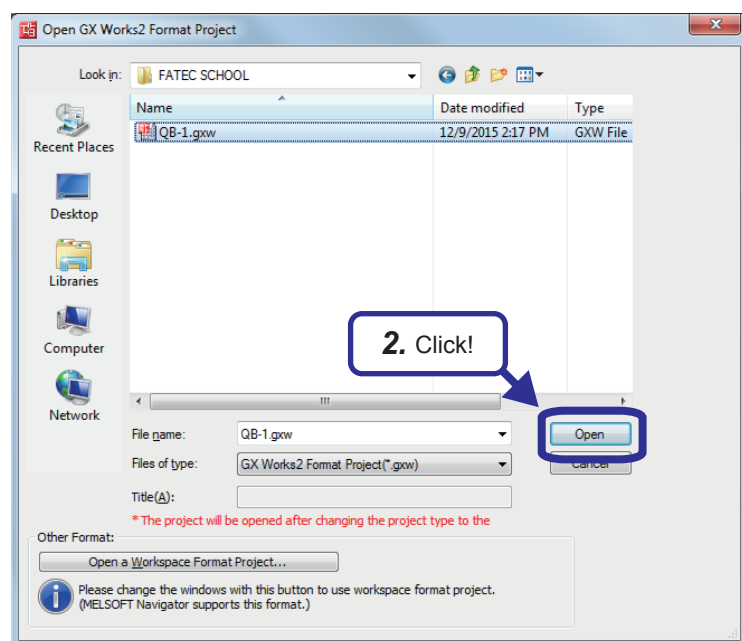 Open GX Works2 Format Project
Look in:
FATEC SCHOOL
Name
Date modified
Type
QB-1.gxw
12/9/2015 2:17 PM
GXW File
Recent Places
Desktop
Libraries
Computer
Network
2. Click!
File name:
QB-1.gxw
Open
Files of type:
GX Works2 Format Project(*.gxw)
Cancel
Title(A):
* The project will be opened after changing the project type to the
Other Format:
Open a Workspace Format Project...
Please change the windows with this button to use workspace format project.
(MELSOFT Navigator supports this format.)